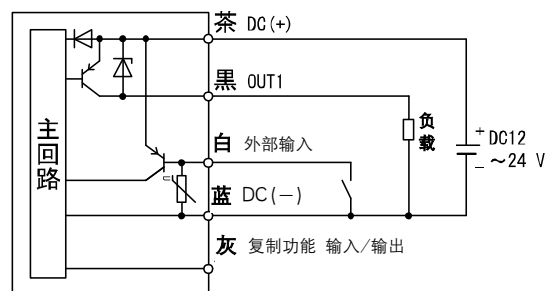 茶 DC(+)
黑 OUT1
主回路
负载
+ DC12
- ～24 V
白 外部输入
蓝 DC(-)
灰 复制功能 输入/输出